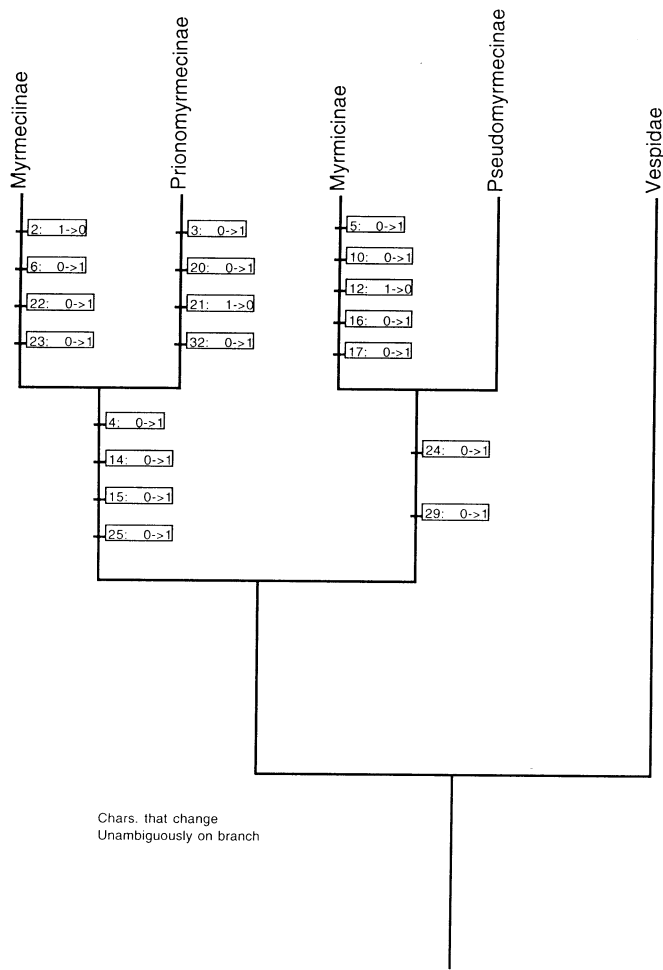 Myrmeciinae
Prionomyrmecinae
Myrmicinae
Pseudomyrmecinae
Vespidae
2: 1->0
6: 0->1
22: 0->1
23: 0->1
3: 0->1
20: 0->1
21: 1->0
32: 0->1
5: 0->1
10: 0->1
12: 1->0
16: 0->1
17: 0->1
4: 0->1
14: 0->1
15: 0->1
25: 0->1
24: 0->1
29: 0->1
Chars. that change
Unambiguously on branch